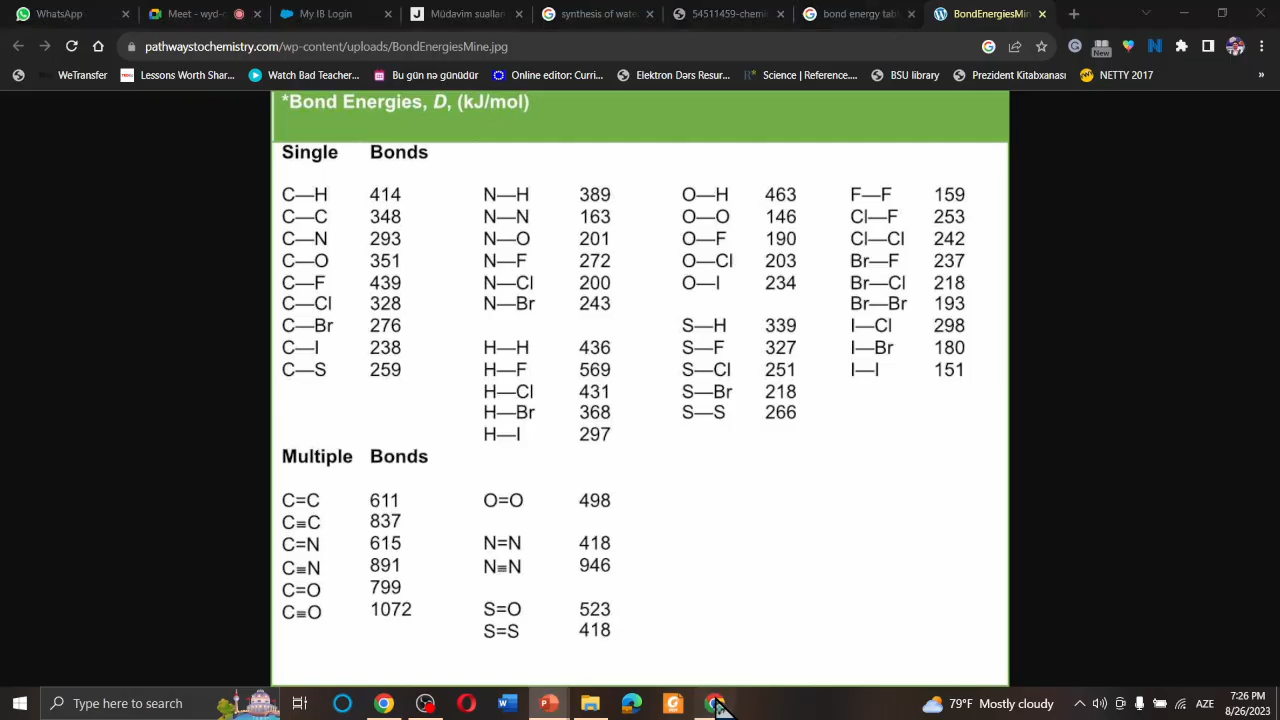 WhatsApp
Meet - wyd-c
My IB Login
Müdavim sualları
synthesis of wate
54511459-chemi
bond energy tabl
BondEnergiesMin
pathwaystochemistry.com/wp-content/uploads/BondEnergiesMine.jpg
New
WeTransfer
Lessons Worth Shar...
Watch Bad Teacher...
Bu gün nə günüdür
Online editor: Curri...
Elektron Dərs Resur...
Science | Reference....
BSU library
Prezident Kitabxanası
NETTY 2017
»
*Bond Energies, D, (kJ/mol)
Single Bonds
C—H 414 N—H 389 O—H 463 F—F 159
C—C 348 N—N 163 O—O 146 Cl—F 253
C—N 293 N—O 201 O—F 190 Cl—Cl 242
C—O 351 N—F 272 O—Cl 203 Br—F 237
C—F 439 N—Cl 200 O—I 234 Br—Cl 218
C—Cl 328 N—Br 243 Br—Br 193
C—Br 276 S—H 339 I—Cl 298
C—I 238 H—H 436 S—F 327 I—Br 180
C—S 259 H—F 569 S—Cl 251 I—I 151
H—Cl 431 S—Br 218
H—Br 368 S—S 266
H—I 297
Multiple Bonds
C=C 611 O=O 498
C≡C 837
C=N 615 N=N 418
C≡N 891 N≡N 946
C=O 799
C≡O 1072 S=O 523
S=S 418
Type here to search
79°F Mostly cloudy
AZE
7:26 PM
8/26/2023